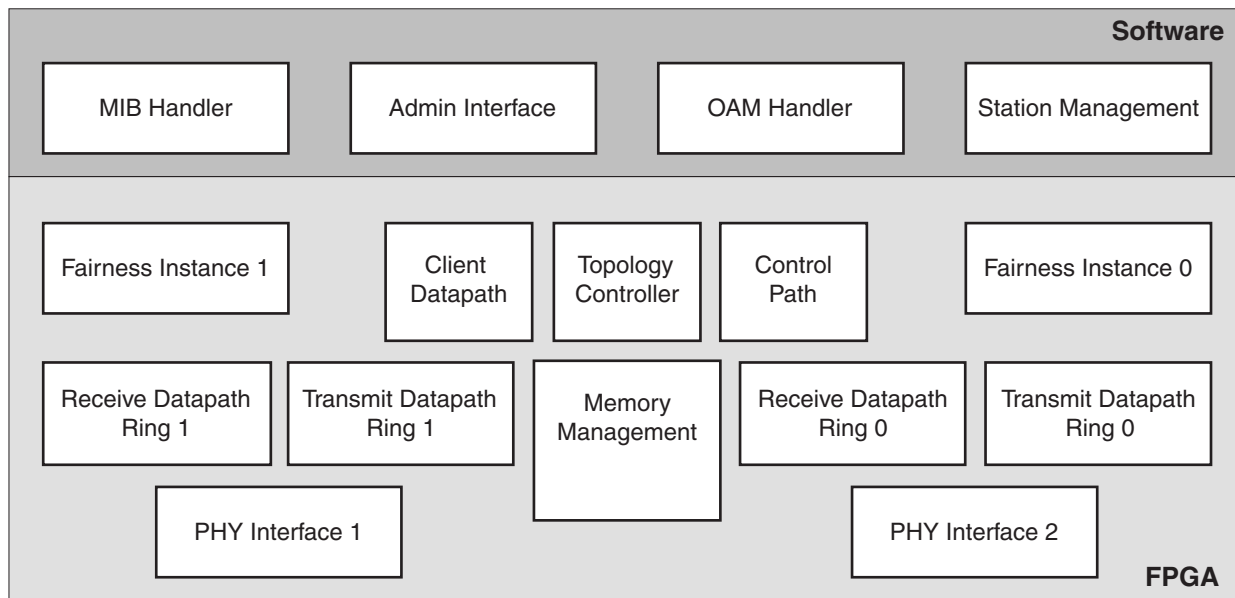 Software
MIB Handler
Admin Interface
OAM Handler
Station Management
Fairness Instance 1
Client
Datapath
Topology
Controller
Control
Path
Fairness Instance 0
Receive Datapath
Ring 1
Transmit Datapath
Ring 1
Memory
Management
Receive Datapath
Ring 0
Transmit Datapath
Ring 0
PHY Interface 1
PHY Interface 2
FPGA